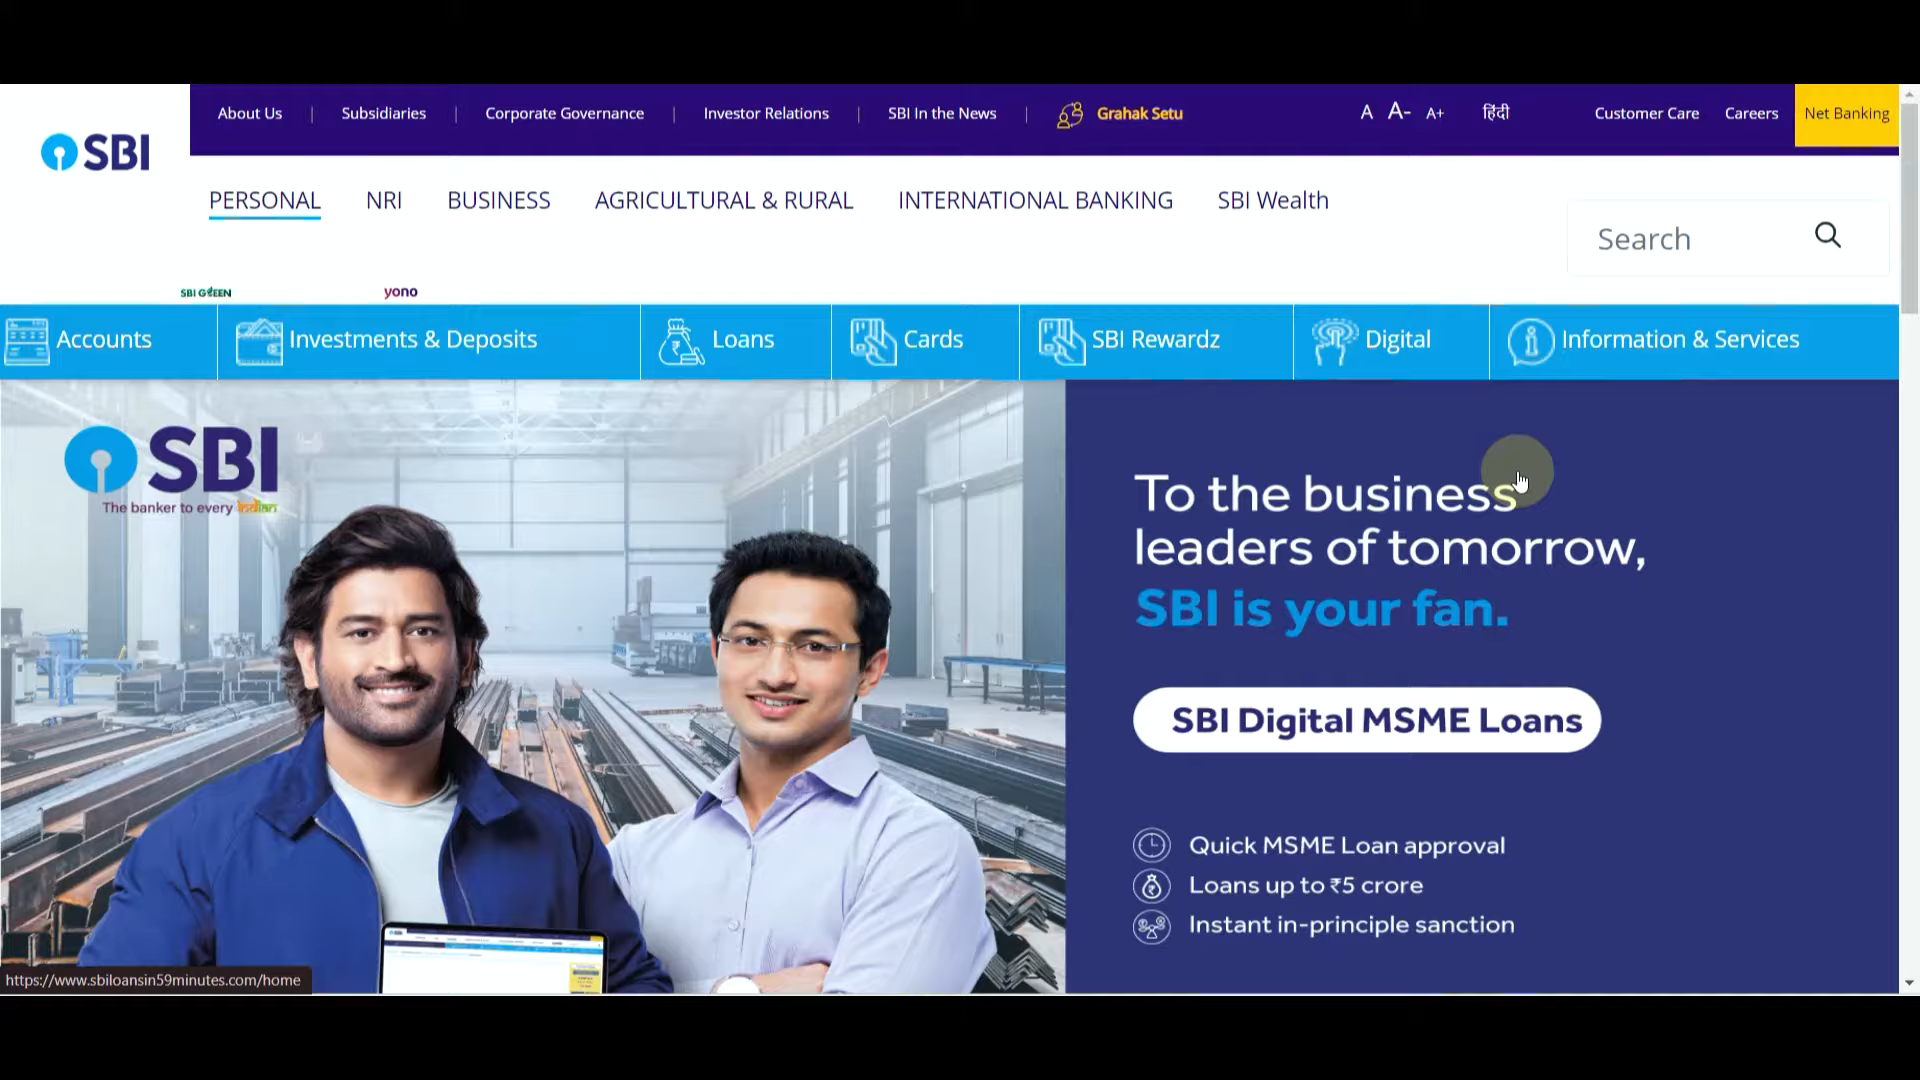 About Us | Subsidiaries | Corporate Governance | Investor Relations | SBI In the News | Grahak Setu A A- A+ हिंदी Customer Care Careers Net Banking
SBI
PERSONAL NRI BUSINESS AGRICULTURAL & RURAL INTERNATIONAL BANKING SBI Wealth
Search
SBI GREEN yono
Accounts Investments & Deposits Loans Cards SBI Rewardz Digital Information & Services
SBI
The banker to every Indian
To the business
leaders of tomorrow,
SBI is your fan.
SBI Digital MSME Loans
Quick MSME Loan approval
Loans up to ₹5 crore
Instant in-principle sanction
https://www.sbiloansin59minutes.com/home